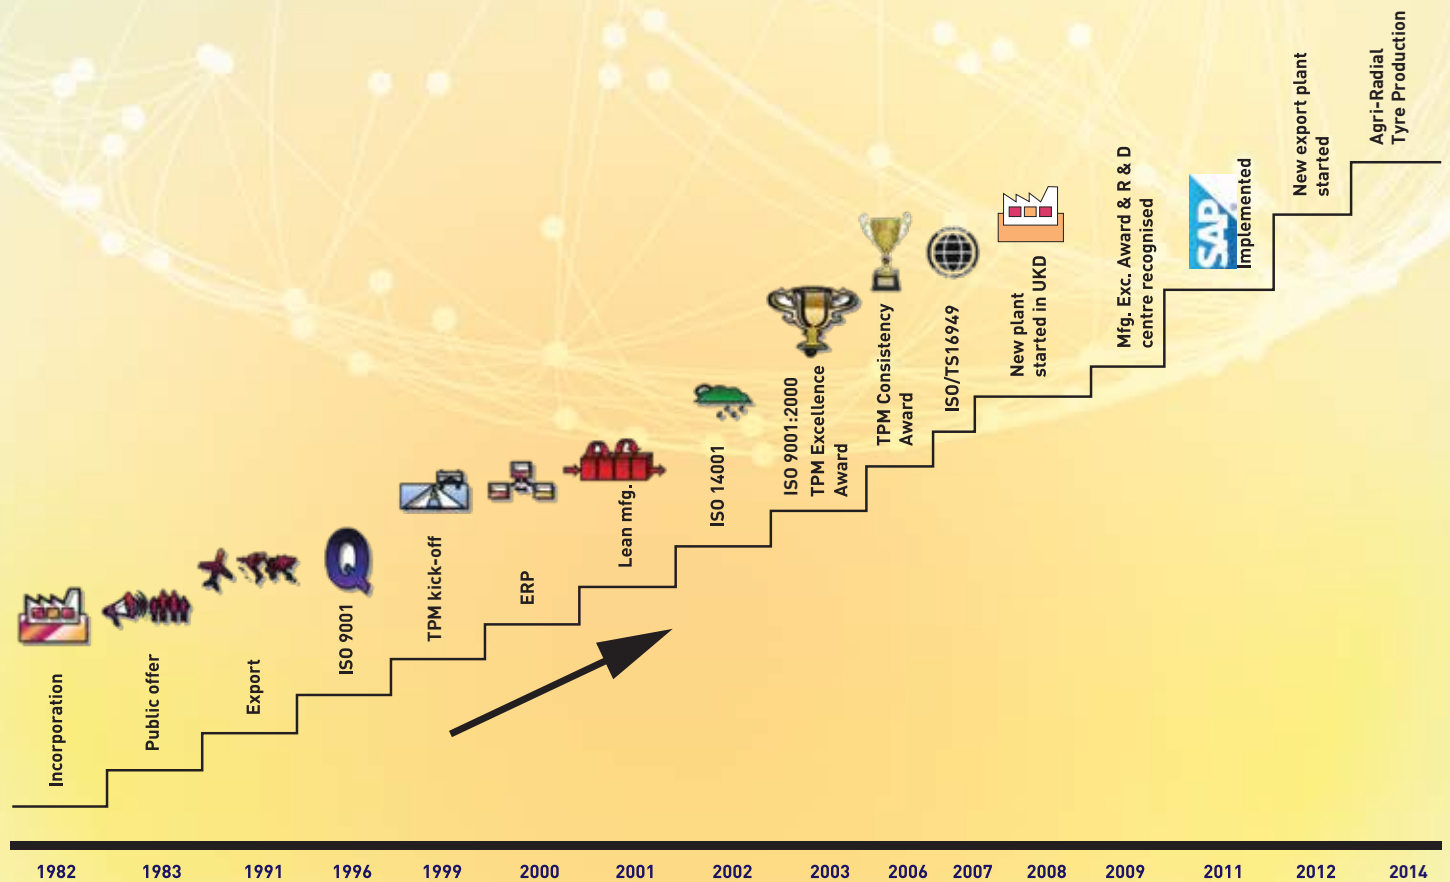 Incorporation
Public offer
Export
ISO 9001
Q
TPM kick-off
ERP
Lean mfg.
ISO 14001
ISO 9001:2000
TPM Excellence
Award
TPM Consistency
Award
ISO/TS16949
New plant
started in UKD
Mfg. Exc. Award & R & D
centre recognised
SAP
Implemented
New export plant
started
Agri-Radial
Tyre Production
1982 1983 1991 1996 1999 2000 2001 2002 2003 2006 2007 2008 2009 2011 2012 2014